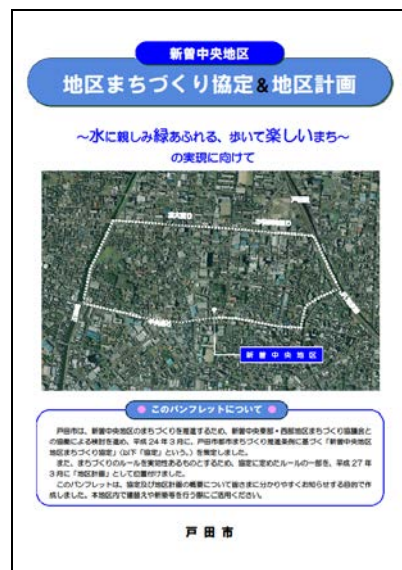 新曽中央地区
地区まちづくり協定&地区計画
～水に親しみ緑あふれる、歩いて楽しいまち～
の実現に向けて
新曽中央地区
このパンフレットについて
戸田市は、新曽中央地区のまちづくりを推進するため、新曽中央東部・西部地区まちづくり協議会と
の協働による検討を進め、平成24年3月に、戸田市都市まちづくり推進条例に基づく「新曽中央地区
地区まちづくり協定」(以下「協定」という。)を策定しました。
また、まちづくりのルールを実効性あるものとするため、協定に定めたルールの一部を、平成27年
3月に「地区計画」として位置付けました。
このパンフレットは、協定及び地区計画の概要について皆さまに分かりやすくお知らせする目的で作
成しました。本地区内で建替えや新築等を行う際にご活用ください。
戸田市